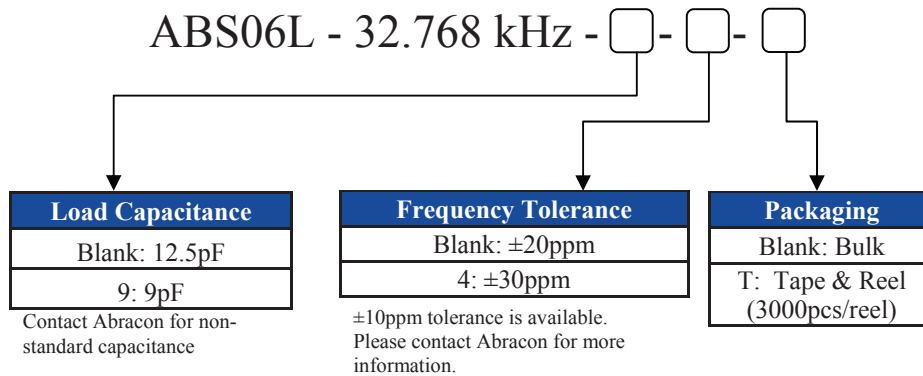 ABS06L - 32.768 kHz - - -
Load Capacitance
Blank: 12.5pF
9: 9pF
Contact Abracon for non-
standard capacitance
Frequency Tolerance
Blank: ±20ppm
4: ±30ppm
±10ppm tolerance is available.
Please contact Abracon for more
information.
Packaging
Blank: Bulk
T: Tape & Reel
(3000pcs/reel)